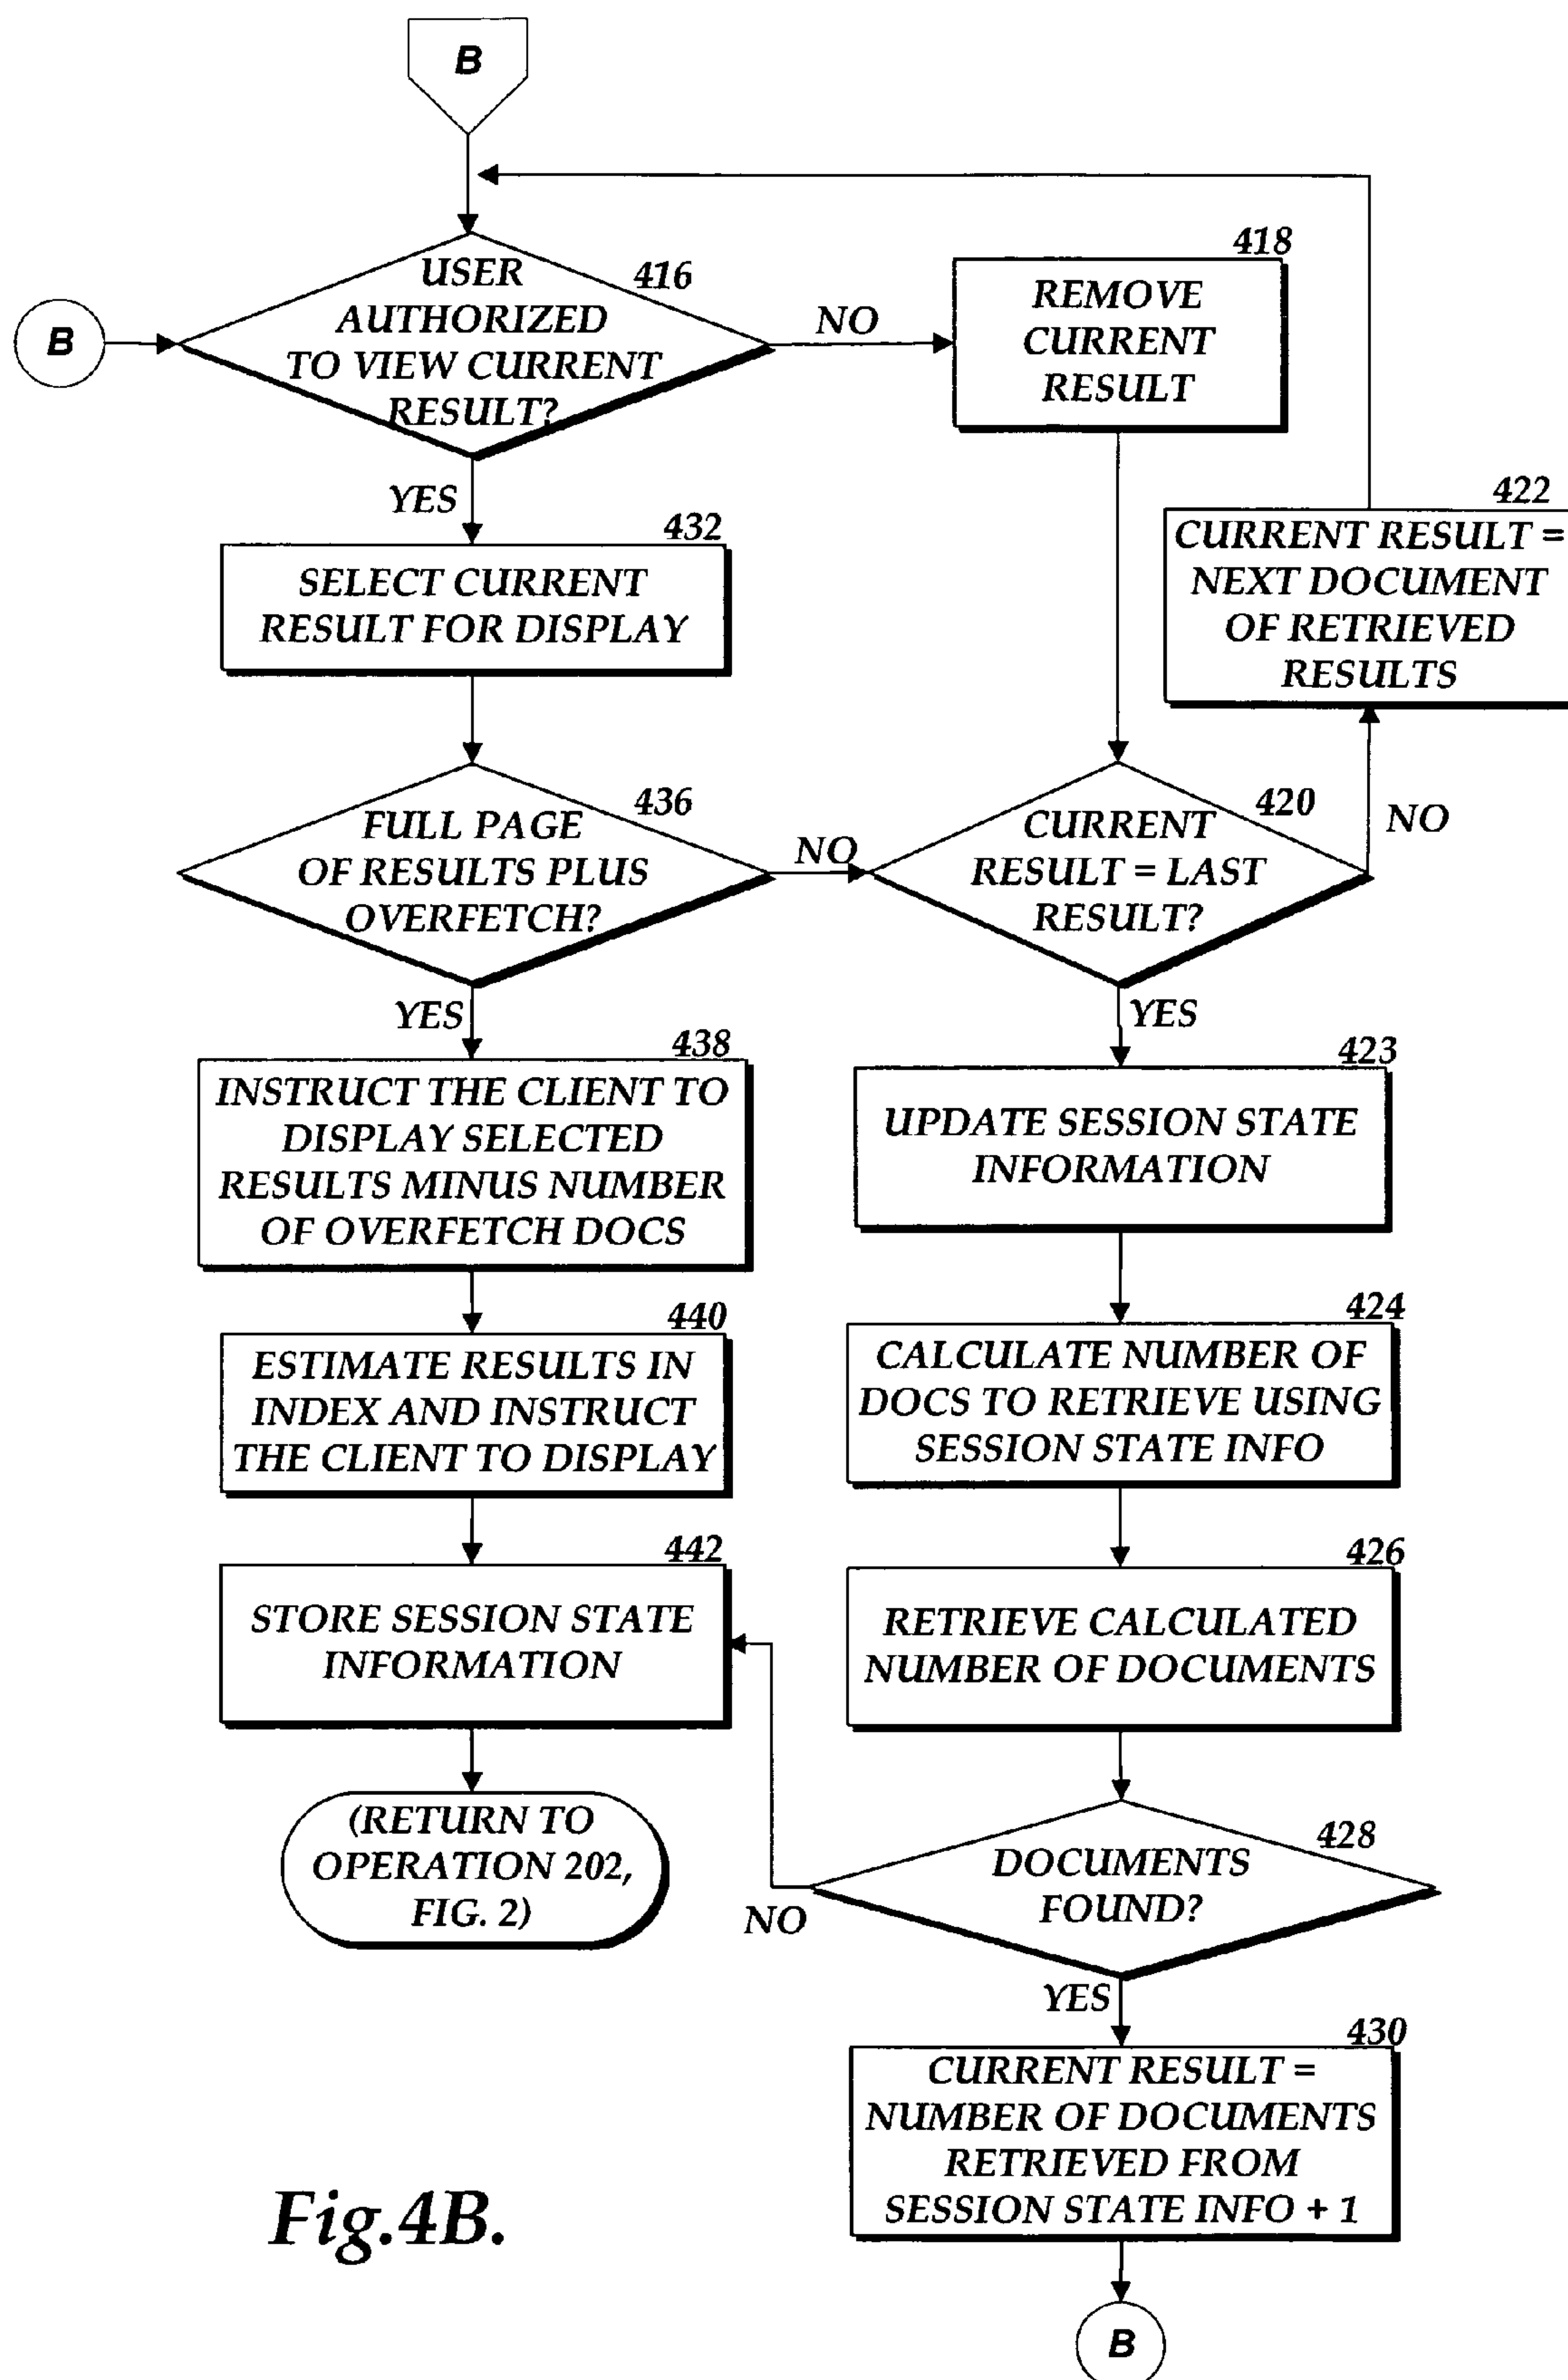 B
B
USER
AUTHORIZED
TO VIEW CURRENT
RESULT?
416
NO
418
REMOVE
CURRENT
RESULT
YES
422
CURRENT RESULT =
NEXT DOCUMENT
OF RETRIEVED
RESULTS
432
SELECT CURRENT
RESULT FOR DISPLAY
436
FULL PAGE
OF RESULTS PLUS
OVERFETCH?
NO
420
CURRENT
RESULT = LAST
RESULT?
NO
YES
YES
438
INSTRUCT THE CLIENT TO
DISPLAY SELECTED
RESULTS MINUS NUMBER
OF OVERFETCH DOCS
423
UPDATE SESSION STATE
INFORMATION
440
ESTIMATE RESULTS IN
INDEX AND INSTRUCT
THE CLIENT TO DISPLAY
424
CALCULATE NUMBER OF
DOCS TO RETRIEVE USING
SESSION STATE INFO
442
STORE SESSION STATE
INFORMATION
426
RETRIEVE CALCULATED
NUMBER OF DOCUMENTS
(RETURN TO
OPERATION 202,
FIG. 2)
428
DOCUMENTS
FOUND?
NO
YES
430
CURRENT RESULT =
NUMBER OF DOCUMENTS
RETRIEVED FROM
SESSION STATE INFO + 1
Fig.4B.
B